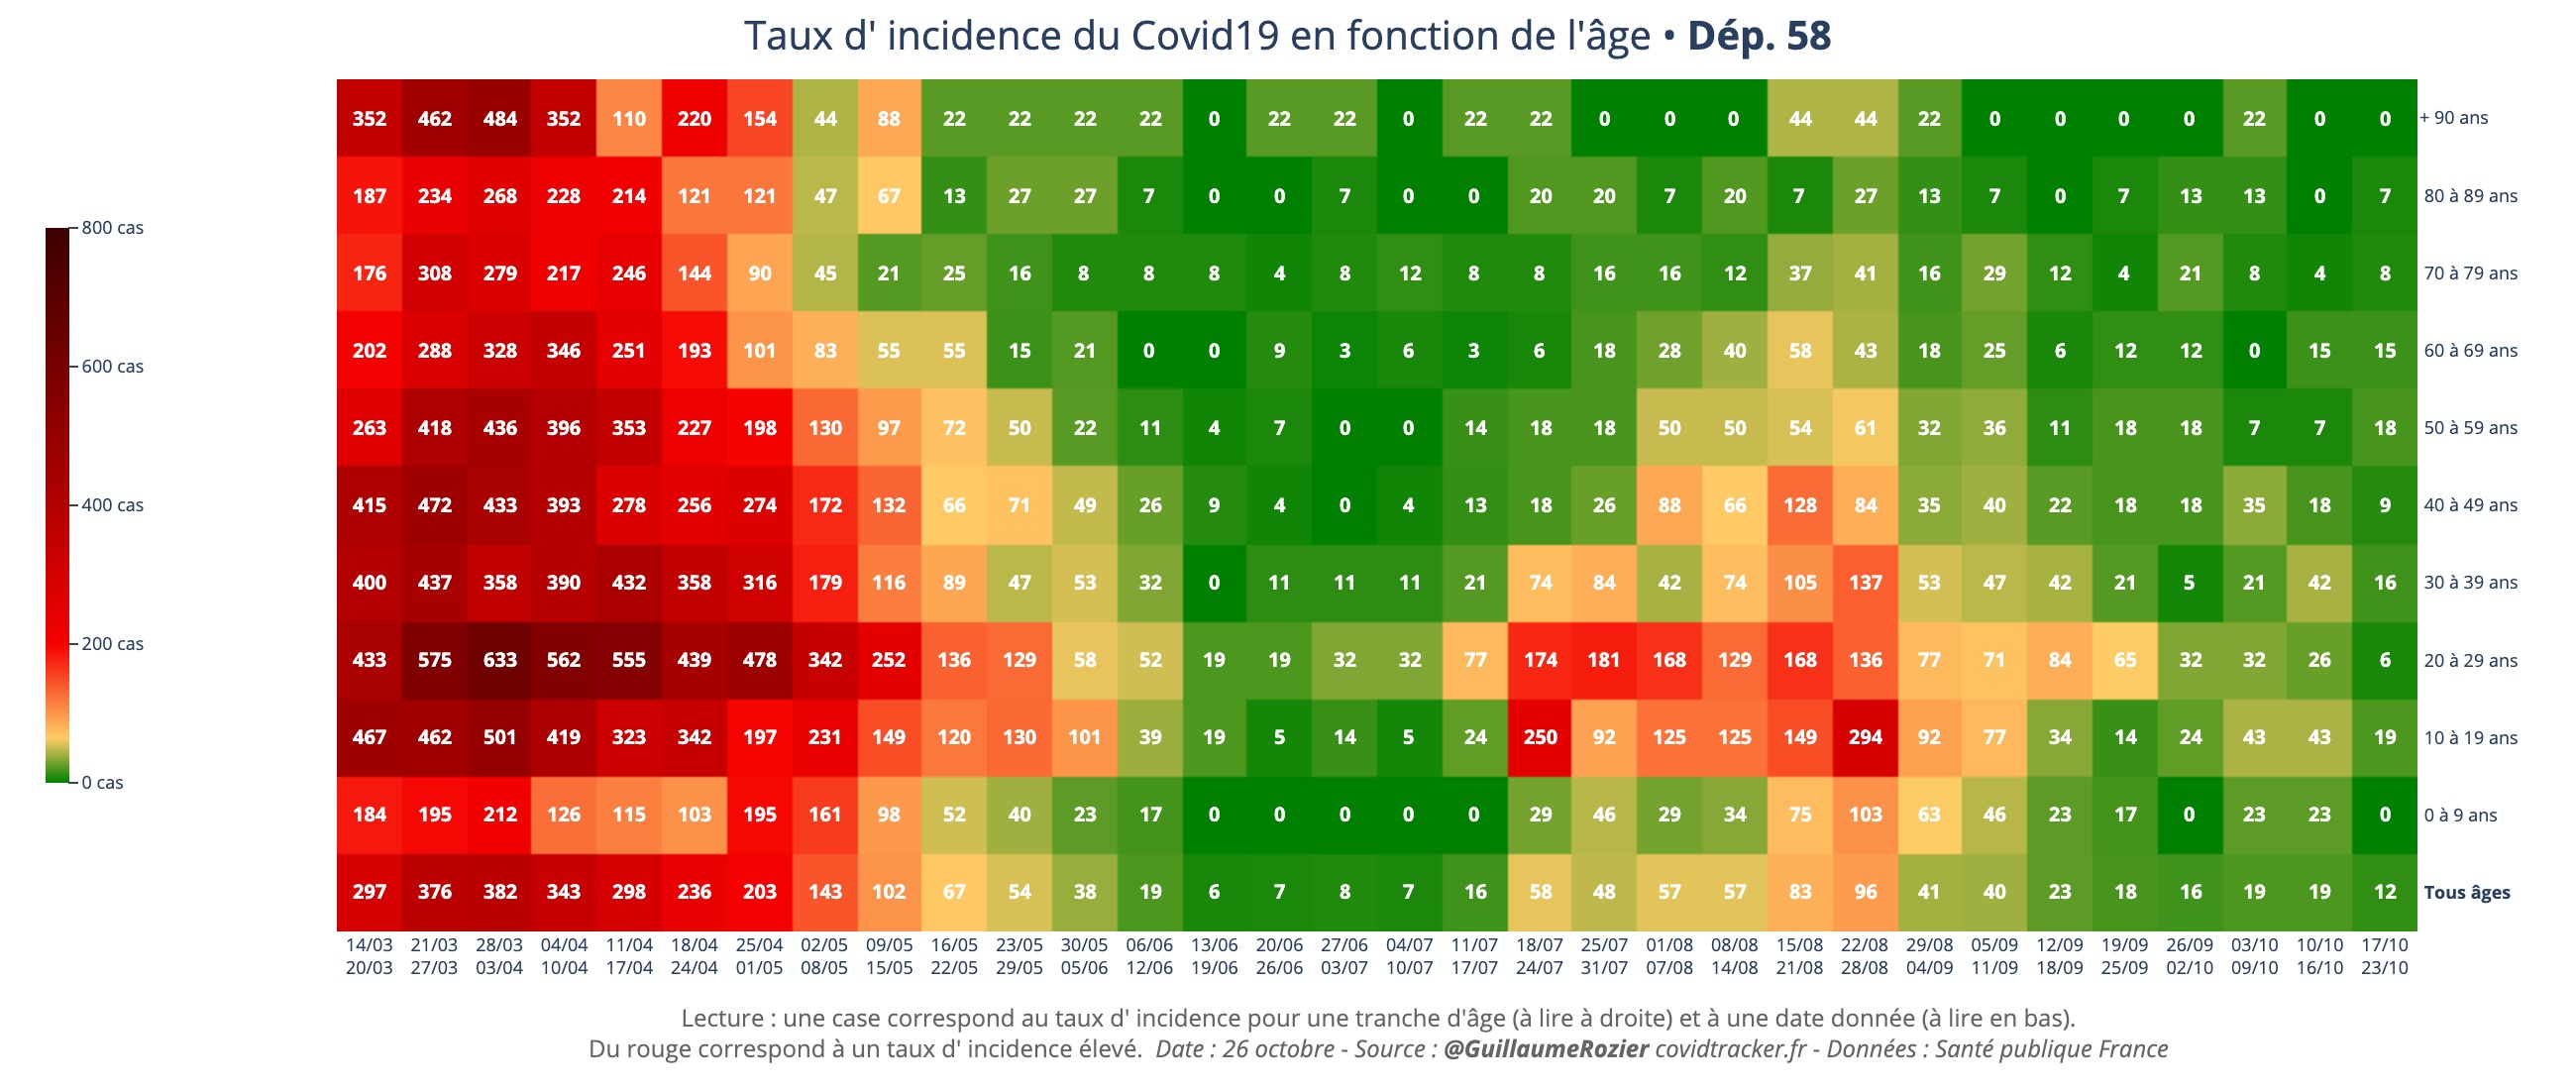 Taux d' incidence du Covid19 en fonction de l'âge • Dép. 58
800 cas
600 cas
400 cas
200 cas
0 cas
352 462 484 352 110 220 154 44 88 22 22 22 22 0 22 22 0 22 22 0 0 0 44 44 22 0 0 0 0 22 0 0 + 90 ans
187 234 268 228 214 121 121 47 67 13 27 27 7 0 0 7 0 0 20 20 7 20 7 27 13 7 0 7 13 13 0 7 80 à 89 ans
176 308 279 217 246 144 90 45 21 25 16 8 8 8 4 8 12 8 8 16 16 12 37 41 16 29 12 4 21 8 4 8 70 à 79 ans
202 288 328 346 251 193 101 83 55 55 15 21 0 0 9 3 6 3 6 18 28 40 58 43 18 25 6 12 12 0 15 15 60 à 69 ans
263 418 436 396 353 227 198 130 97 72 50 22 11 4 7 0 0 14 18 18 50 50 54 61 32 36 11 18 18 7 7 18 50 à 59 ans
415 472 433 393 278 256 274 172 132 66 71 49 26 9 4 0 4 13 18 26 88 66 128 84 35 40 22 18 18 35 18 9 40 à 49 ans
400 437 358 390 432 358 316 179 116 89 47 53 32 0 11 11 11 21 74 84 42 74 105 137 53 47 42 21 5 21 42 16 30 à 39 ans
433 575 633 562 555 439 478 342 252 136 129 58 52 19 19 32 32 77 174 181 168 129 168 136 77 71 84 65 32 32 26 6 20 à 29 ans
467 462 501 419 323 342 197 231 149 120 130 101 39 19 5 14 5 24 250 92 125 125 149 294 92 77 34 14 24 43 43 19 10 à 19 ans
184 195 212 126 115 103 195 161 98 52 40 23 17 0 0 0 0 0 29 46 29 34 75 103 63 46 23 17 0 23 23 0 0 à 9 ans
297 376 382 343 298 236 203 143 102 67 54 38 19 6 7 8 7 16 58 48 57 57 83 96 41 40 23 18 16 19 19 12 Tous âges
14/03 21/03 28/03 04/04 11/04 18/04 25/04 02/05 09/05 16/05 23/05 30/05 06/06 13/06 20/06 27/06 04/07 11/07 18/07 25/07 01/08 08/08 15/08 22/08 29/08 05/09 12/09 19/09 26/09 03/10 10/10 17/10
20/03 27/03 03/04 10/04 17/04 24/04 01/05 08/05 15/05 22/05 29/05 05/06 12/06 19/06 26/06 03/07 10/07 17/07 24/07 31/07 07/08 14/08 21/08 28/08 04/09 11/09 18/09 25/09 02/10 09/10 16/10 23/10
Lecture : une case correspond au taux d' incidence pour une tranche d'âge (à lire à droite) et à une date donnée (à lire en bas).
Du rouge correspond à un taux d' incidence élevé. Date : 26 octobre - Source : @GuillaumeRozier covidtracker.fr - Données : Santé publique France